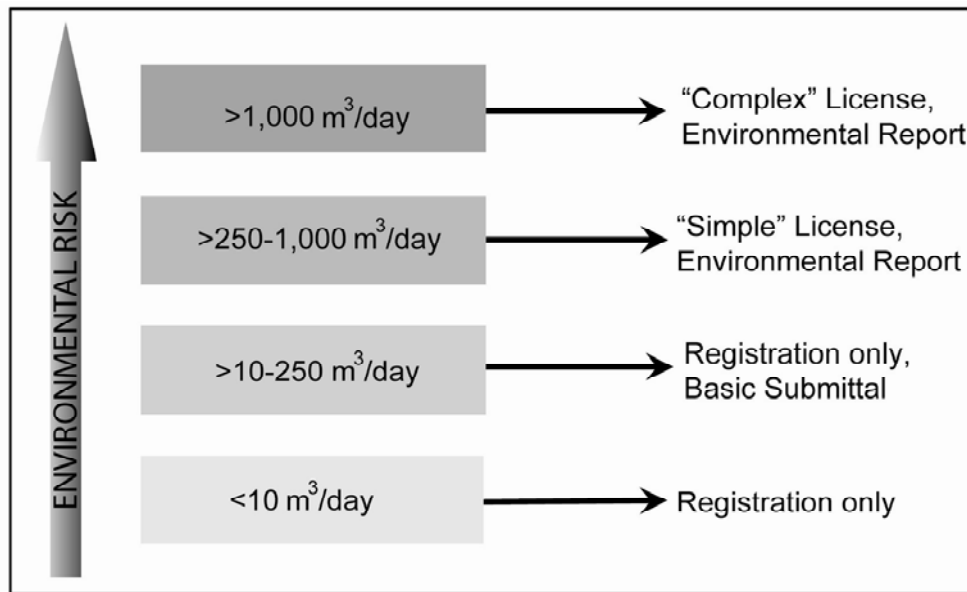 ENVIRONMENTAL RISK
>1,000 m³/day
“Complex” License,
Environmental Report
>250-1,000 m³/day
“Simple” License,
Environmental Report
>10-250 m³/day
Registration only,
Basic Submittal
<10 m³/day
Registration only